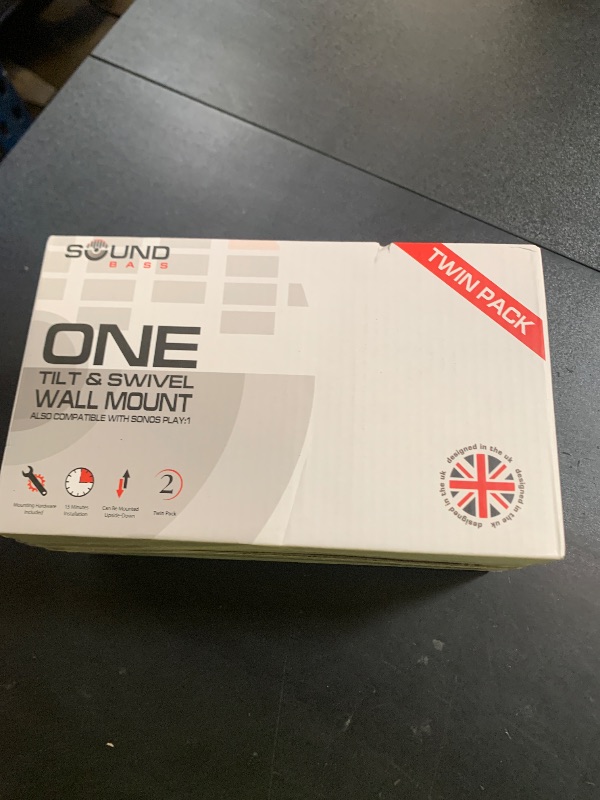 SOUND
BASS
TWIN PACK
ONE
TILT & SWIVEL
WALL MOUNT
ALSO COMPATIBLE WITH SONOS PLAY:1
Mounting Hardware
Included
15 Minutes
Installation
Can Be Mounted
Upside-Down
2
Twin Pack
designed in the uk
designed in the uk
designed in the uk